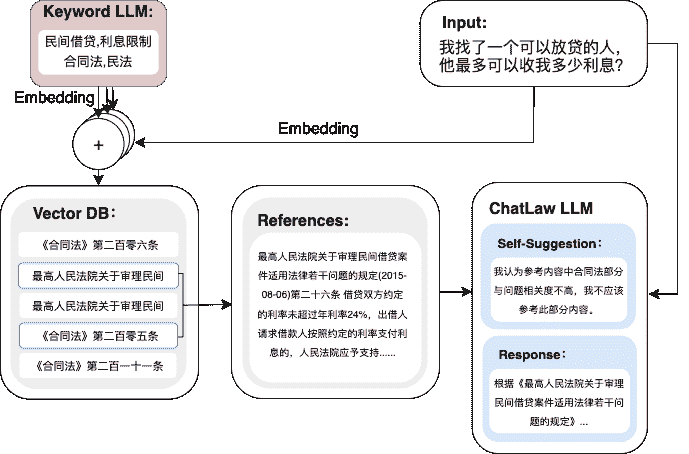 Keyword LLM:
民间借贷,利息限制
合同法,民法
Input:
我找了一个可以放贷的人,
他最多可以收我多少利息?
Embedding
Embedding
+
Vector DB:
《合同法》第二百零六条
最高人民法院关于审理民间
最高人民法院关于审理民间
《合同法》第二百零五条
《合同法》第二百一十一条
References:
最高人民法院关于审理民间借贷案
件适用法律若干问题的规定(2015-
08-06)第二十六条 借贷双方约定
的利率未超过年利率24%，出借人
请求借款人按照约定的利率支付利
息的，人民法院应予支持......
ChatLaw LLM
Self-Suggestion:
我认为参考内容中合同法部分
与问题相关度不高，我不应该
参考此部分内容。
Response:
根据《最高人民法院关于审理
民间借贷案件适用法律若干问
题的规定》...